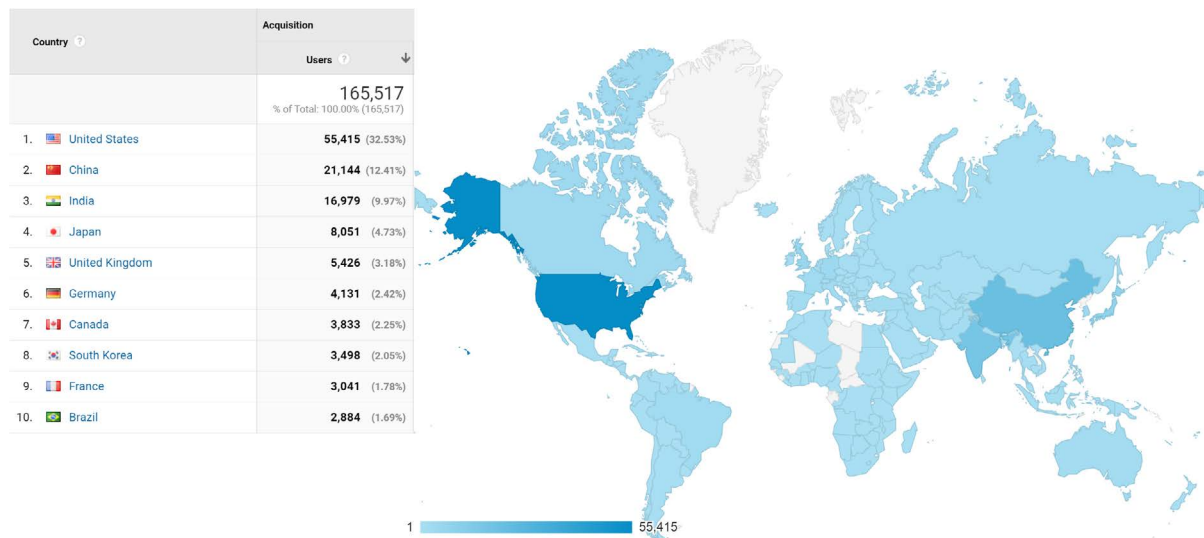 Country ?
Acquisition
Users ?
165,517
% of Total: 100.00% (165,517)
1. United States 55,415 (32.53%)
2. China 21,144 (12.41%)
3. India 16,979 (9.97%)
4. Japan 8,051 (4.73%)
5. United Kingdom 5,426 (3.18%)
6. Germany 4,131 (2.42%)
7. Canada 3,833 (2.25%)
8. South Korea 3,498 (2.05%)
9. France 3,041 (1.78%)
10. Brazil 2,884 (1.69%)
1 55,415